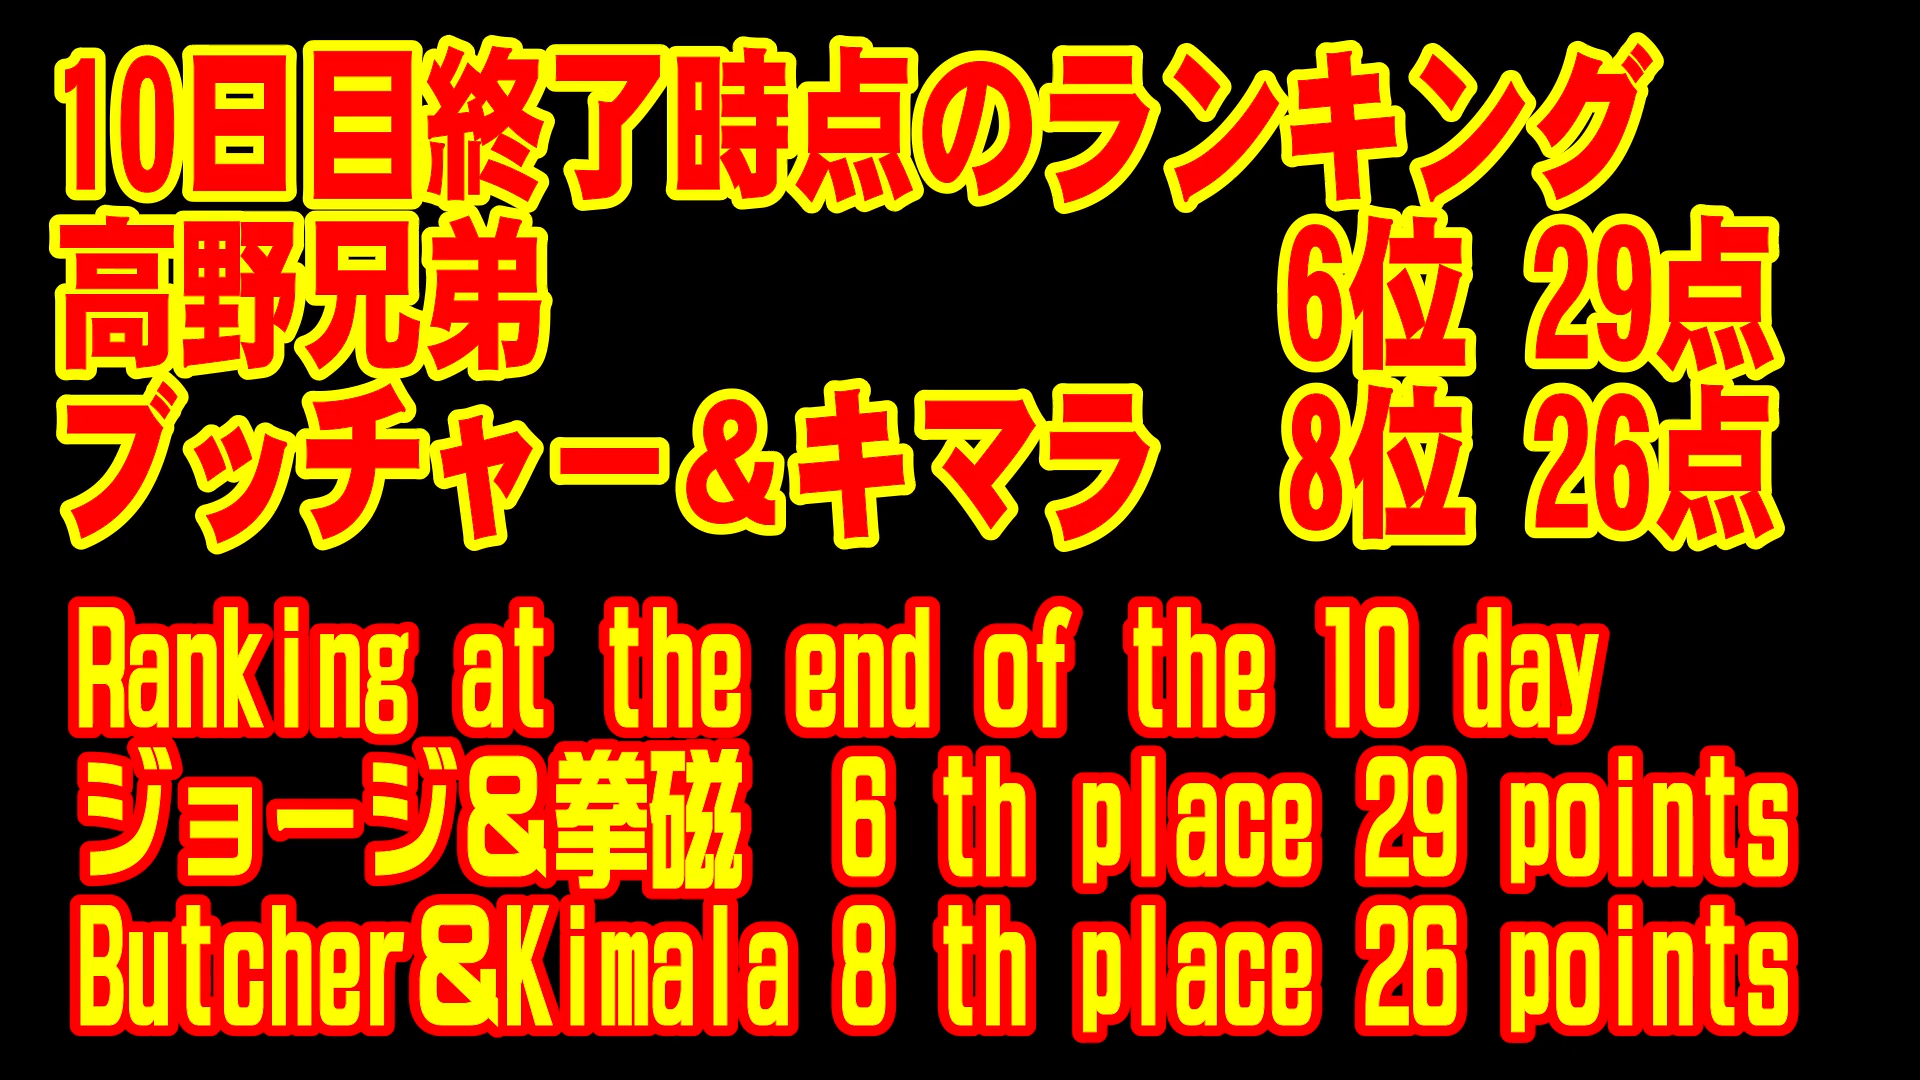 10日目終了時点のランキング
高野兄弟 6位 29点
ブッチャー&キマラ 8位 26点
Ranking at the end of the 10 day
ジョージ&拳磁 6 th place 29 points
Butcher&Kimala 8 th place 26 points